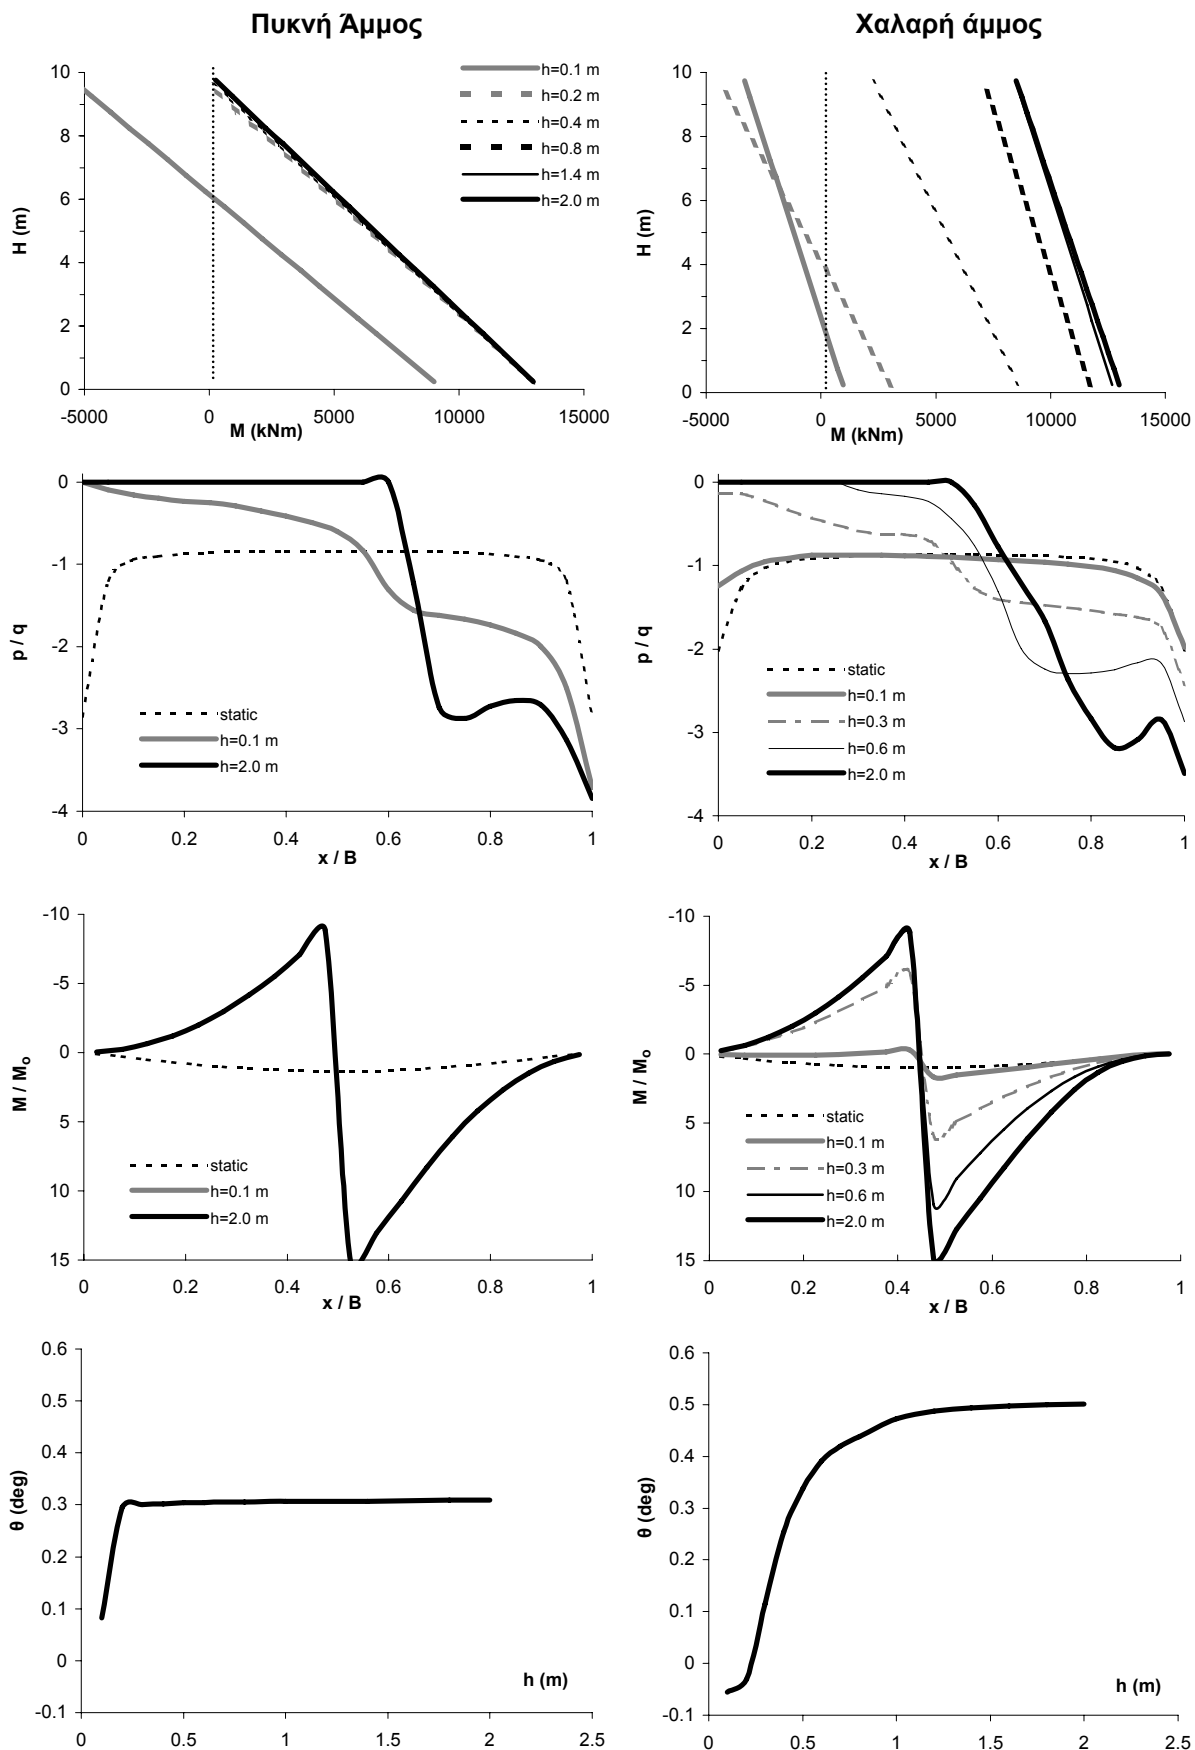 Πυκνή Άμμος
10
8
6
4
2
0
H (m)
-5000
0
5000
10000
15000
M (kNm)
h=0.1 m
h=0.2 m
h=0.4 m
h=0.8 m
h=1.4 m
h=2.0 m
Χαλαρή άμμος
10
8
6
4
2
0
H (m)
-5000
0
5000
10000
15000
M (kNm)
0
-1
-2
-3
-4
p / q
static
h=0.1 m
h=2.0 m
0
0.2
0.4
0.6
0.8
1
x / B
0
-1
-2
-3
-4
p / q
static
h=0.1 m
h=0.3 m
h=0.6 m
h=2.0 m
0
0.2
0.4
0.6
0.8
1
x / B
-10
-5
0
5
10
15
M / Mo
static
h=0.1 m
h=2.0 m
0
0.2
0.4
0.6
0.8
1
x / B
-10
-5
0
5
10
15
M / Mo
static
h=0.1 m
h=0.3 m
h=0.6 m
h=2.0 m
0
0.2
0.4
0.6
0.8
1
x / B
0.6
0.5
0.4
0.3
0.2
0.1
0
-0.1
θ (deg)
h (m)
0
0.5
1
1.5
2
2.5
0.6
0.5
0.4
0.3
0.2
0.1
0
-0.1
θ (deg)
h (m)
0
0.5
1
1.5
2
2.5